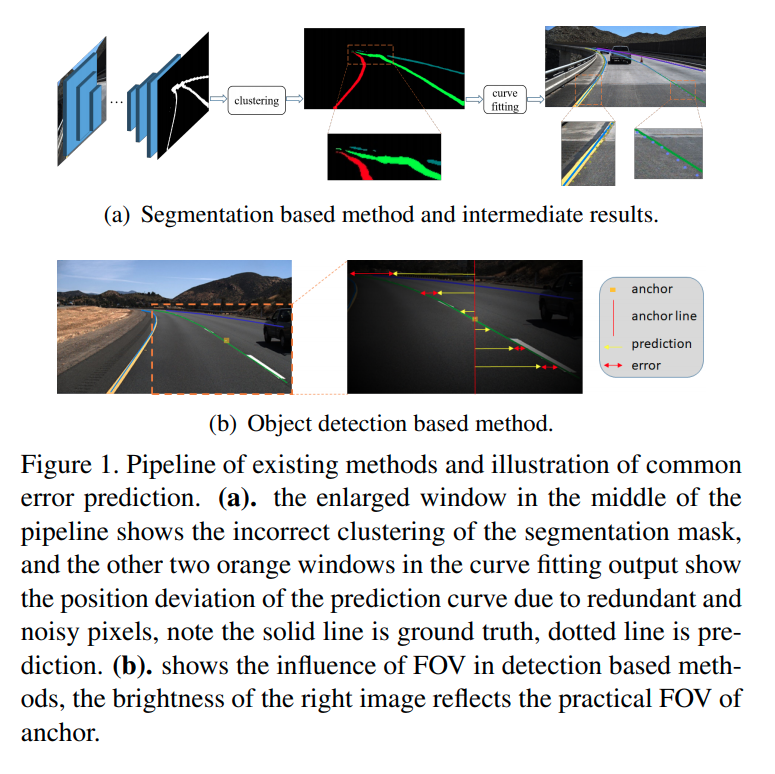 clustering
curve
fitting
(a) Segmentation based method and intermediate results.
anchor
anchor line
prediction
error
(b) Object detection based method.
Figure 1. Pipeline of existing methods and illustration of common
error prediction. (a). the enlarged window in the middle of the
pipeline shows the incorrect clustering of the segmentation mask,
and the other two orange windows in the curve fitting output show
the position deviation of the prediction curve due to redundant and
noisy pixels, note the solid line is ground truth, dotted line is pre-
diction. (b). shows the influence of FOV in detection based meth-
ods, the brightness of the right image reflects the practical FOV of
anchor.